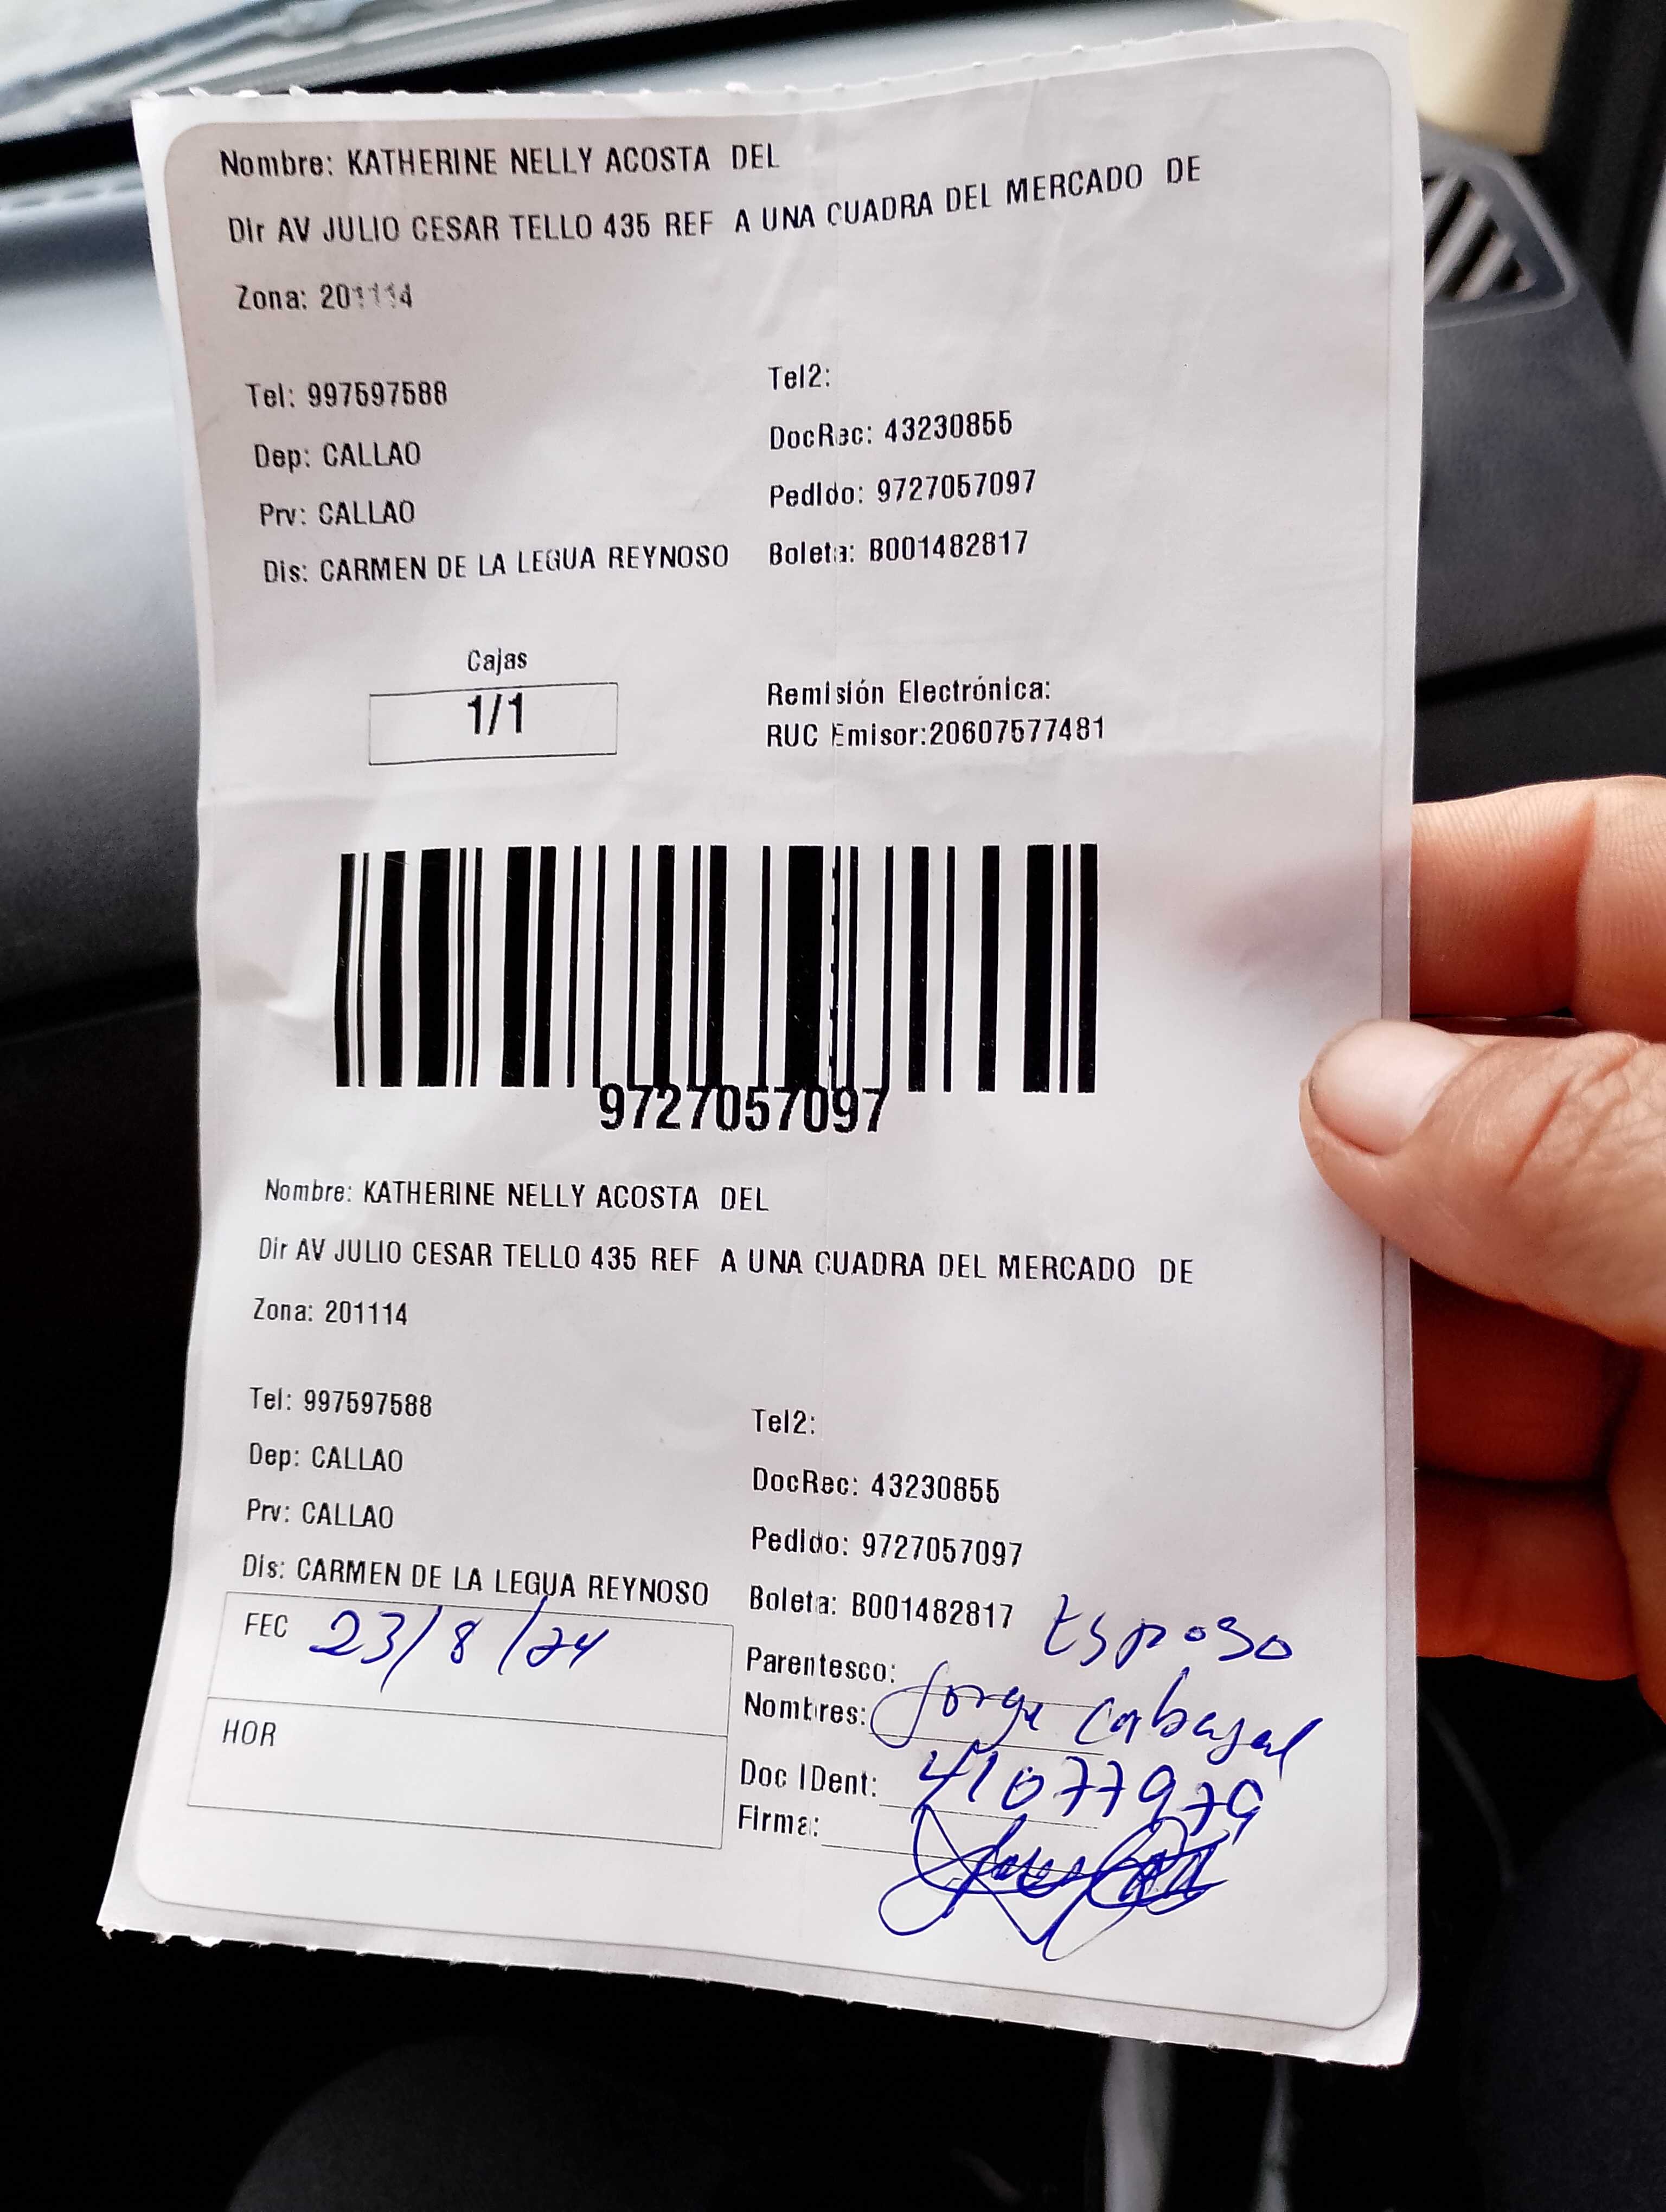 Nombre: KATHERINE NELLY ACOSTA DEL
Dir AV JULIO CESAR TELLO 435 REF A UNA CUADRA DEL MERCADO DE
Zona: 201114
Tel: 997597588
Tel2:
Dep: CALLAO
DocRec: 43230855
Prv: CALLAO
Pedido: 9727057097
Dis: CARMEN DE LA LEGUA REYNOSO
Boleta: B001482817
Cajas
1/1
Remisión Electrónica:
RUC Emisor:20607577481
9727057097
Nombre: KATHERINE NELLY ACOSTA DEL
Dir AV JULIO CESAR TELLO 435 REF A UNA CUADRA DEL MERCADO DE
Zona: 201114
Tel: 997597588
Tel2:
Dep: CALLAO
DocRec: 43230855
Prv: CALLAO
Pedido: 9727057097
Dis: CARMEN DE LA LEGUA REYNOSO
Boleta: B001482817
FEC 23/8/24
Parentesco: Esposo
Nombres: Jorge
HOR
Doc IDent: 41077979
Firma: